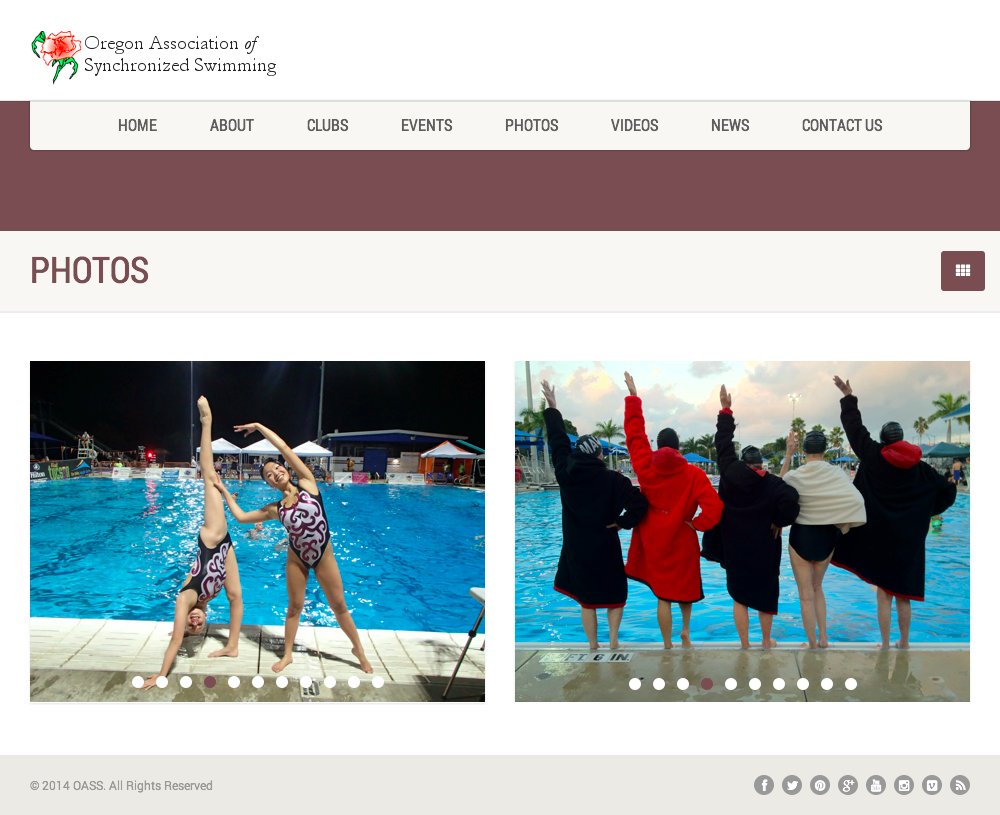 Oregon Association of
Synchronized Swimming
HOME ABOUT CLUBS EVENTS PHOTOS VIDEOS NEWS CONTACT US
PHOTOS
Hilton
FT 6 IN.
© 2014 OASS. All Rights Reserved